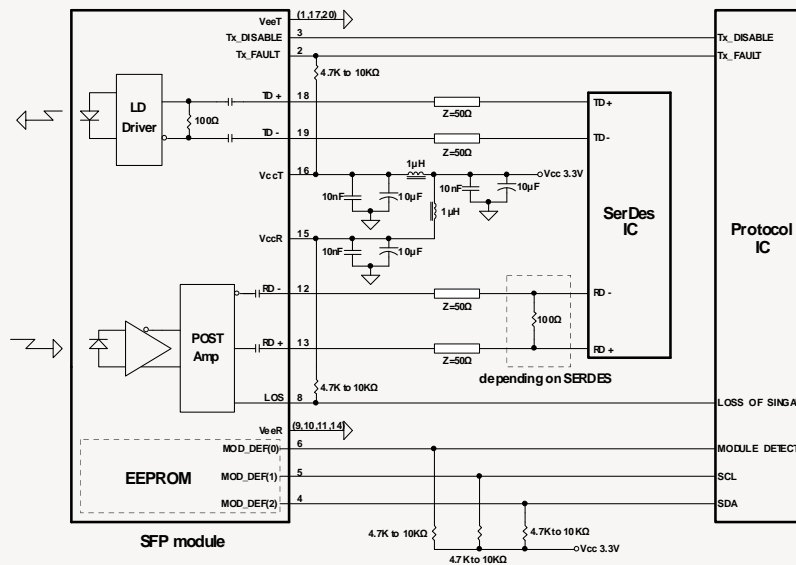 VeeT (1,17,20)
Tx_DISABLE 3 Tx_DISABLE
Tx_FAULT 2 Tx_FAULT
4.7K to 10KΩ
LD
Driver
100Ω
TD+ 18 Z=50Ω TD+
TD- 19 Z=50Ω TD-
VccT 16 1µH Vcc 3.3V
10nF 10µF 10nF 10µF
1µH
SerDes
IC
Protocol
IC
VccR 15
10nF 10µF
RD- 12 Z=50Ω RD-
POST
Amp
100Ω
RD+ 13 Z=50Ω RD+
depending on SERDES
4.7K to 10KΩ
LOS 8 LOSS OF SINGA
VeeR (9,10,11,14)
MOD_DEF(0) 6 MODULE DETECT
EEPROM
MOD_DEF(1) 5 SCL
MOD_DEF(2) 4 SDA
SFP module
4.7K to 10KΩ 4.7K to 10KΩ
4.7K to 10KΩ
Vcc 3.3V